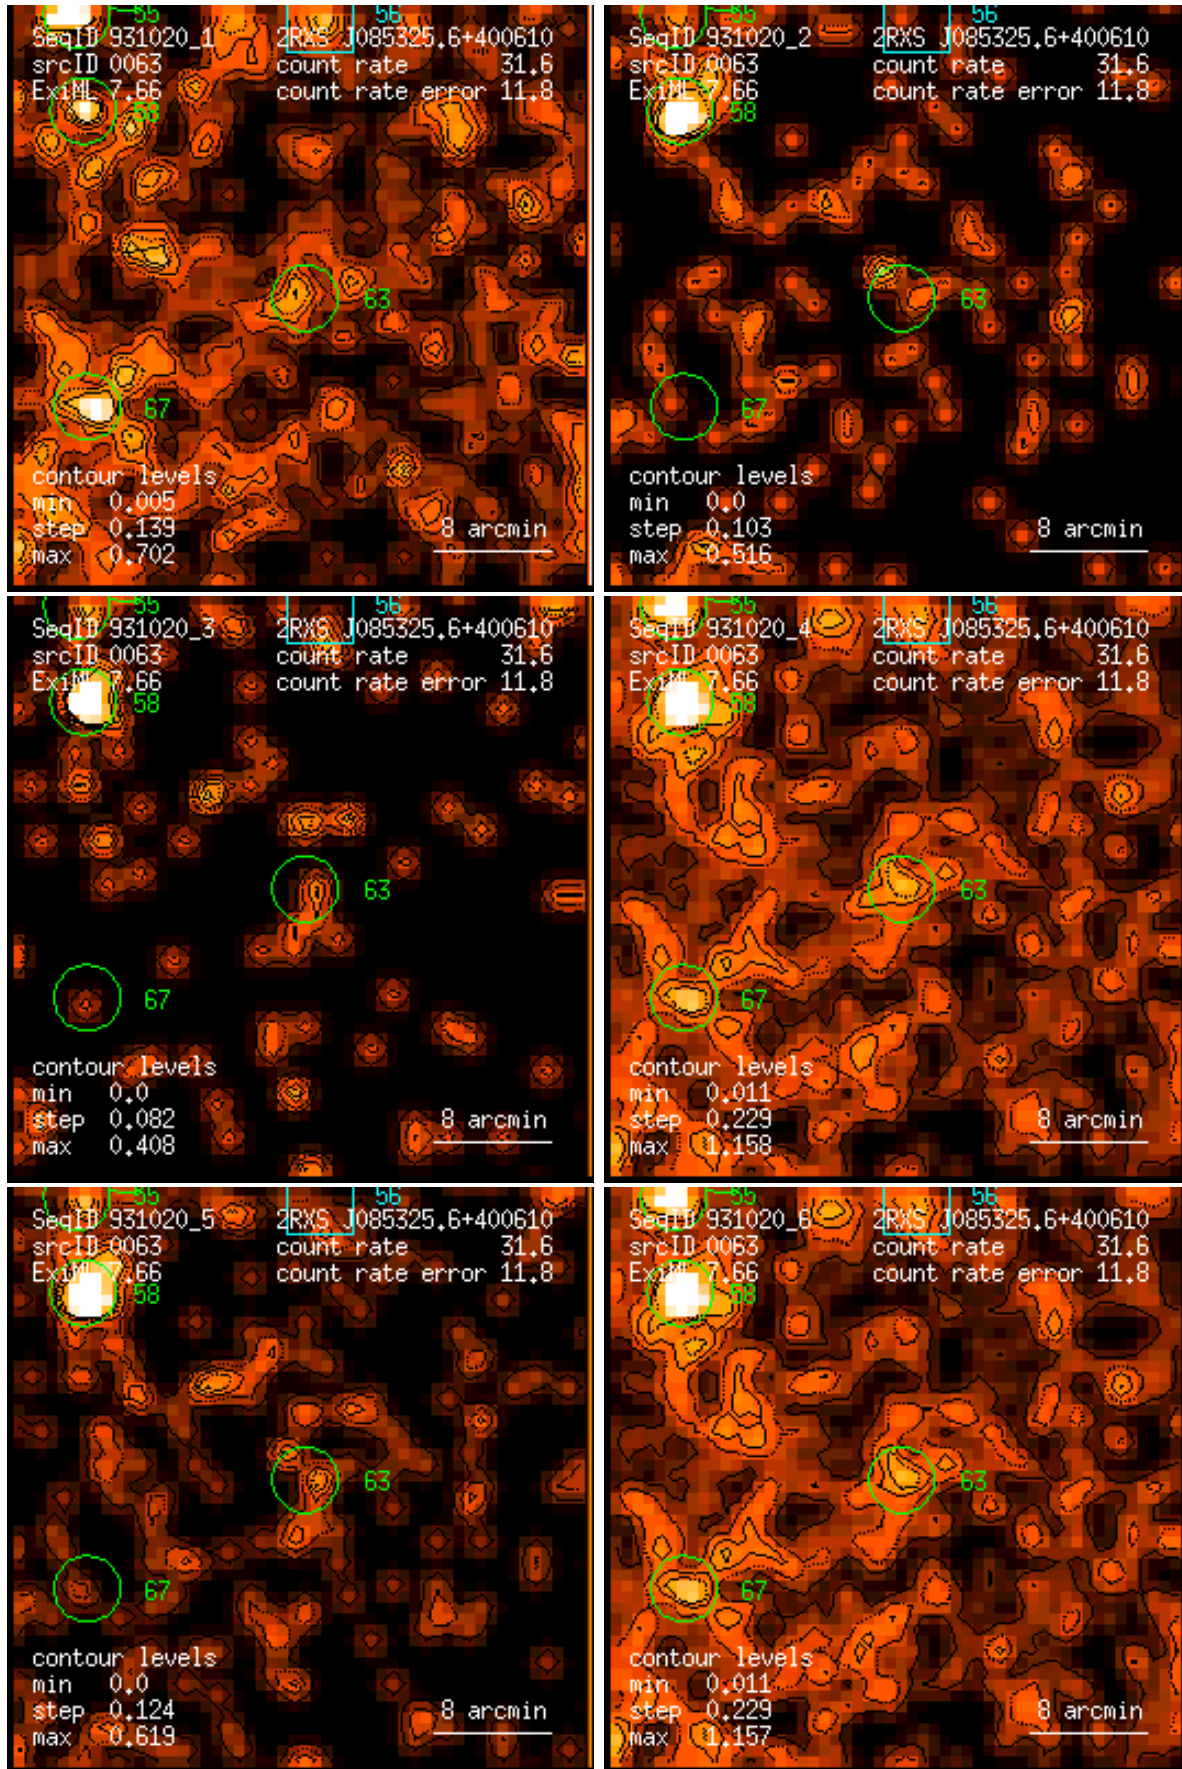 55 56
SeqID 931020_1 2RXS J085325.6+400610
srcID 0063 count rate 31.6
ExiML 7.66 count rate error 11.8
58
63
67
contour levels
min 0.005
step 0.139 8 arcmin
max 0.702
55 56
SeqID 931020_2 2RXS J085325.6+400610
srcID 0063 count rate 31.6
ExiML 7.66 count rate error 11.8
58
63
67
contour levels
min 0.0
step 0.103 8 arcmin
max 0.516
55 56
SeqID 931020_3 2RXS J085325.6+400610
srcID 0063 count rate 31.6
ExiML 7.66 count rate error 11.8
58
63
67
contour levels
min 0.0
step 0.082 8 arcmin
max 0.408
55 56
SeqID 931020_4 2RXS J085325.6+400610
srcID 0063 count rate 31.6
ExiML 7.66 count rate error 11.8
58
63
67
contour levels
min 0.011
step 0.229 8 arcmin
max 1.158
55 56
SeqID 931020_5 2RXS J085325.6+400610
srcID 0063 count rate 31.6
ExiML 7.66 count rate error 11.8
58
63
67
contour levels
min 0.0
step 0.124 8 arcmin
max 0.619
55 56
SeqID 931020_6 2RXS J085325.6+400610
srcID 0063 count rate 31.6
ExiML 7.66 count rate error 11.8
58
63
67
contour levels
min 0.011
step 0.229 8 arcmin
max 1.157